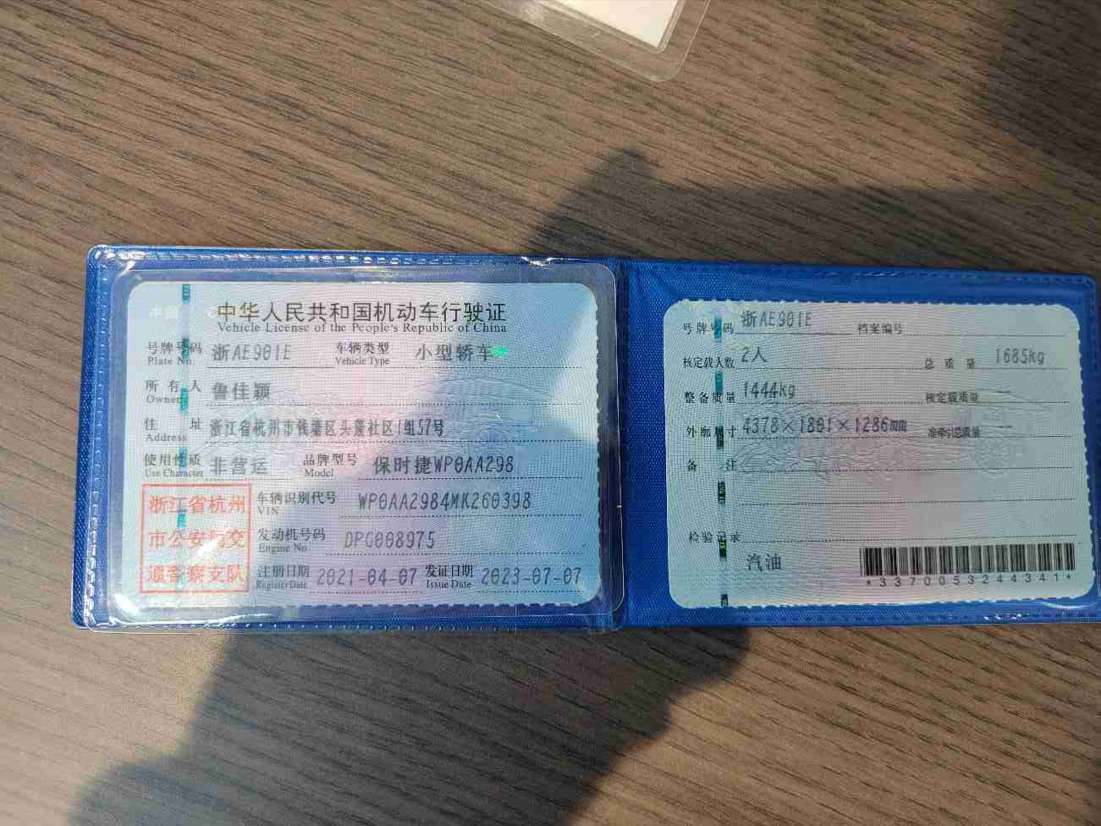 中华人民共和国机动车行驶证
Vehicle License of the People's Republic of China
号牌号码 浙AE901E 车辆类型 小型轿车
Plate No. Vehicle Type
所有人 鲁佳颖
Owner
住址 浙江省杭州市钱塘区头蓬社区1组57号
Address
使用性质 非营运 品牌型号 保时捷WP0AA298
Use Character Model
浙江省杭州
市公安局交
通警察支队
车辆识别代号 WP0AA2984MK260398
VIN
发动机号码 DPC008975
Engine No.
注册日期 2021-04-07 发证日期 2023-07-07
Register Date Issue Date
号牌号码 浙AE901E 档案编号
核定载人数 2人 总质量 1685kg
整备质量 1444kg 核定载质量
外廓尺寸 4378×1801×1286mm 准牵引总质量
备注
检验记录
汽油
*3370053244341*